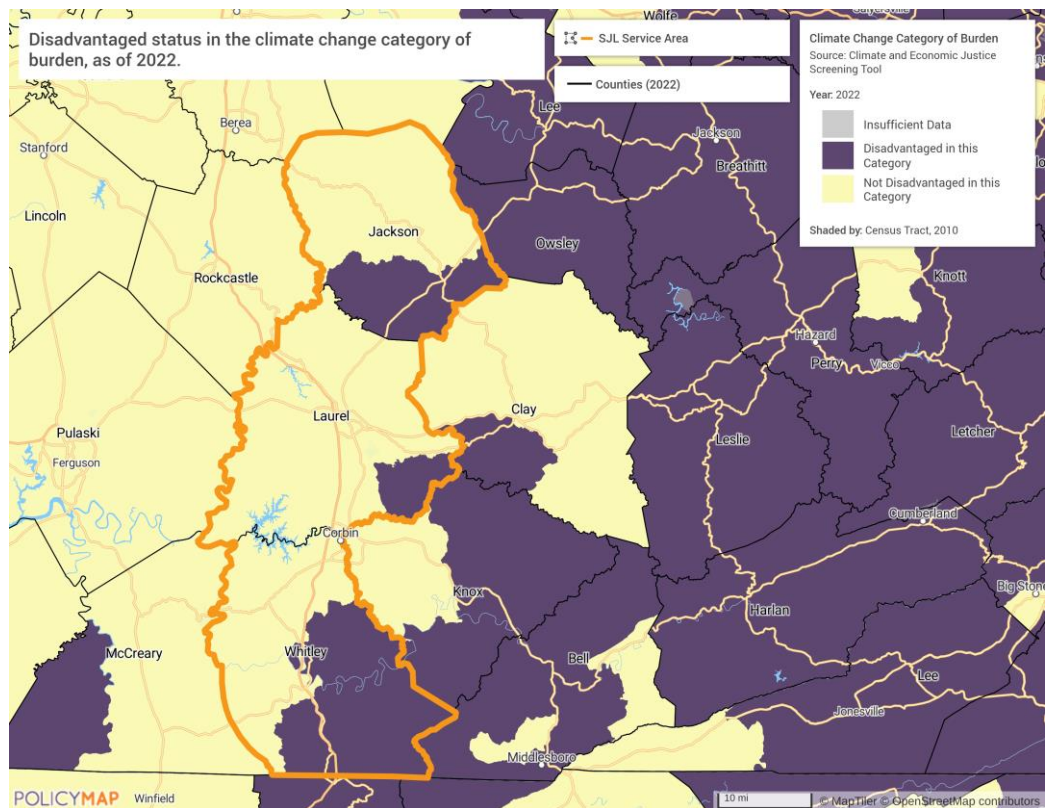 Disadvantaged status in the climate change category of
burden, as of 2022.
SJL Service Area
Counties (2022)
Climate Change Category of Burden
Source: Climate and Economic Justice
Screening Tool
Year: 2022
Insufficient Data
Disadvantaged in this
Category
Not Disadvantaged in this
Category
Shaded by: Census Tract, 2010
Wolfe
Lee
Berea
Stanford
Jackson
Breathitt
Lincoln
Jackson
Owsley
Rockcastle
Knott
Hazard
Perry
Vicco
Laurel
Clay
Pulaski
Leslie
Letcher
Ferguson
Cumberland
Corbin
Big Stone
Knox
Harlan
McCreary
Whitley
Bell
Lee
Jonesville
Middlesboro
POLICYMAP
Winfield
10 mi
© MapTiler © OpenStreetMap contributors